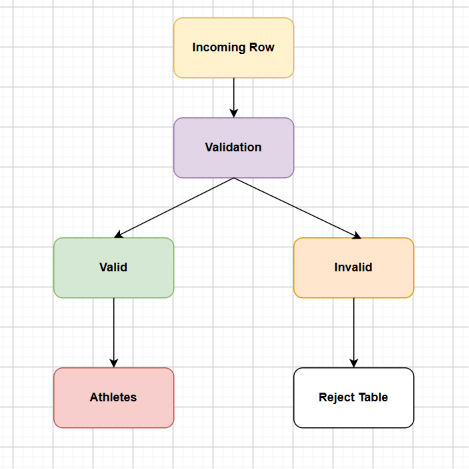 Incoming Row
Validation
Valid
Invalid
Athletes
Reject Table